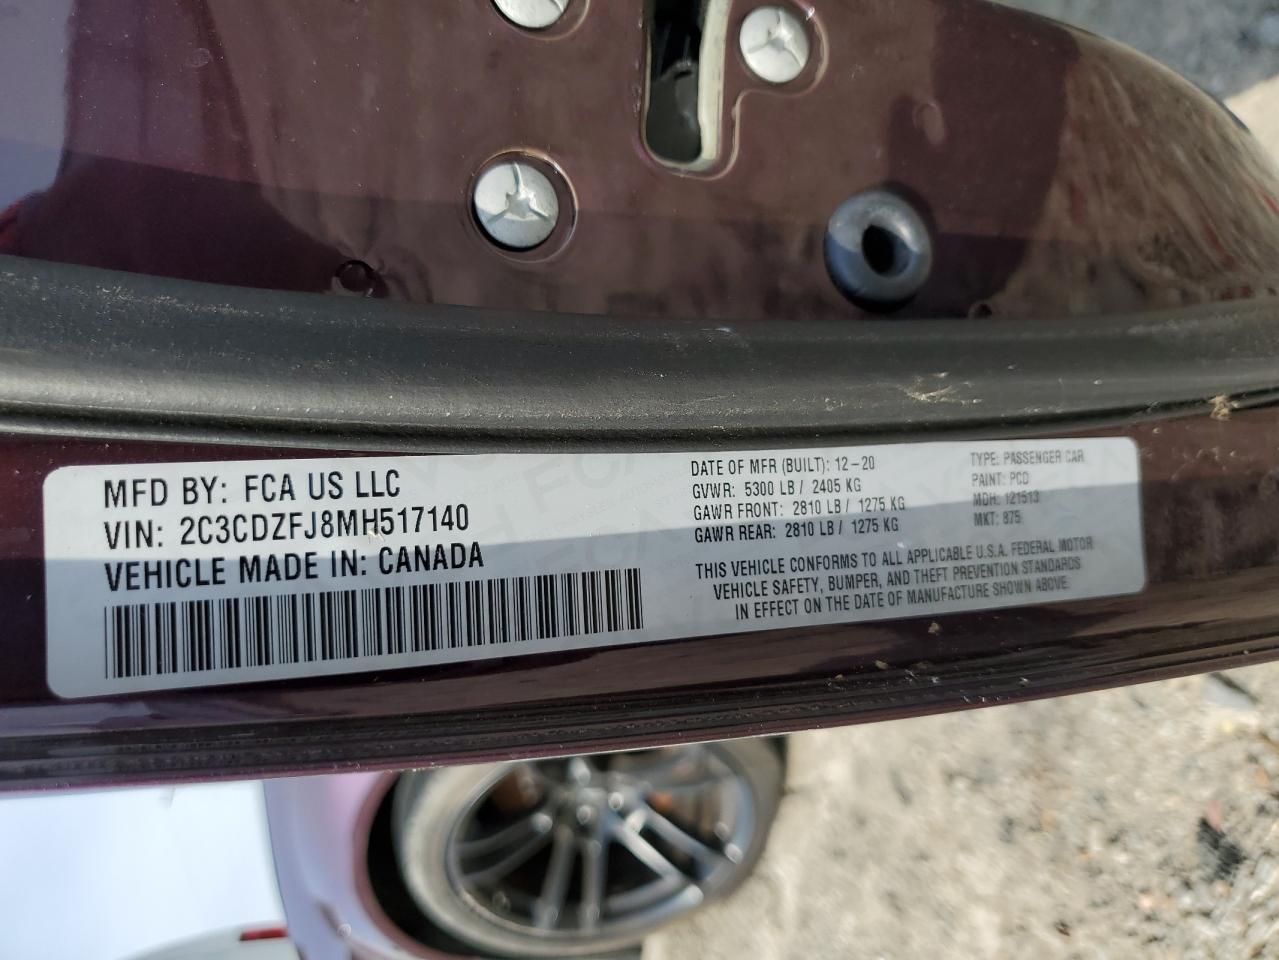 MFD BY: FCA US LLC
VIN: 2C3CDZFJ8MH517140
VEHICLE MADE IN: CANADA
DATE OF MFR (BUILT): 12-20
GVWR: 5300 LB / 2405 KG
GAWR FRONT: 2810 LB / 1275 KG
GAWR REAR: 2810 LB / 1275 KG
TYPE: PASSENGER CAR
PAINT: PCD
MDH: 121513
MKT: 875
THIS VEHICLE CONFORMS TO ALL APPLICABLE U.S.A. FEDERAL MOTOR
VEHICLE SAFETY, BUMPER, AND THEFT PREVENTION STANDARDS
IN EFFECT ON THE DATE OF MANUFACTURE SHOWN ABOVE.